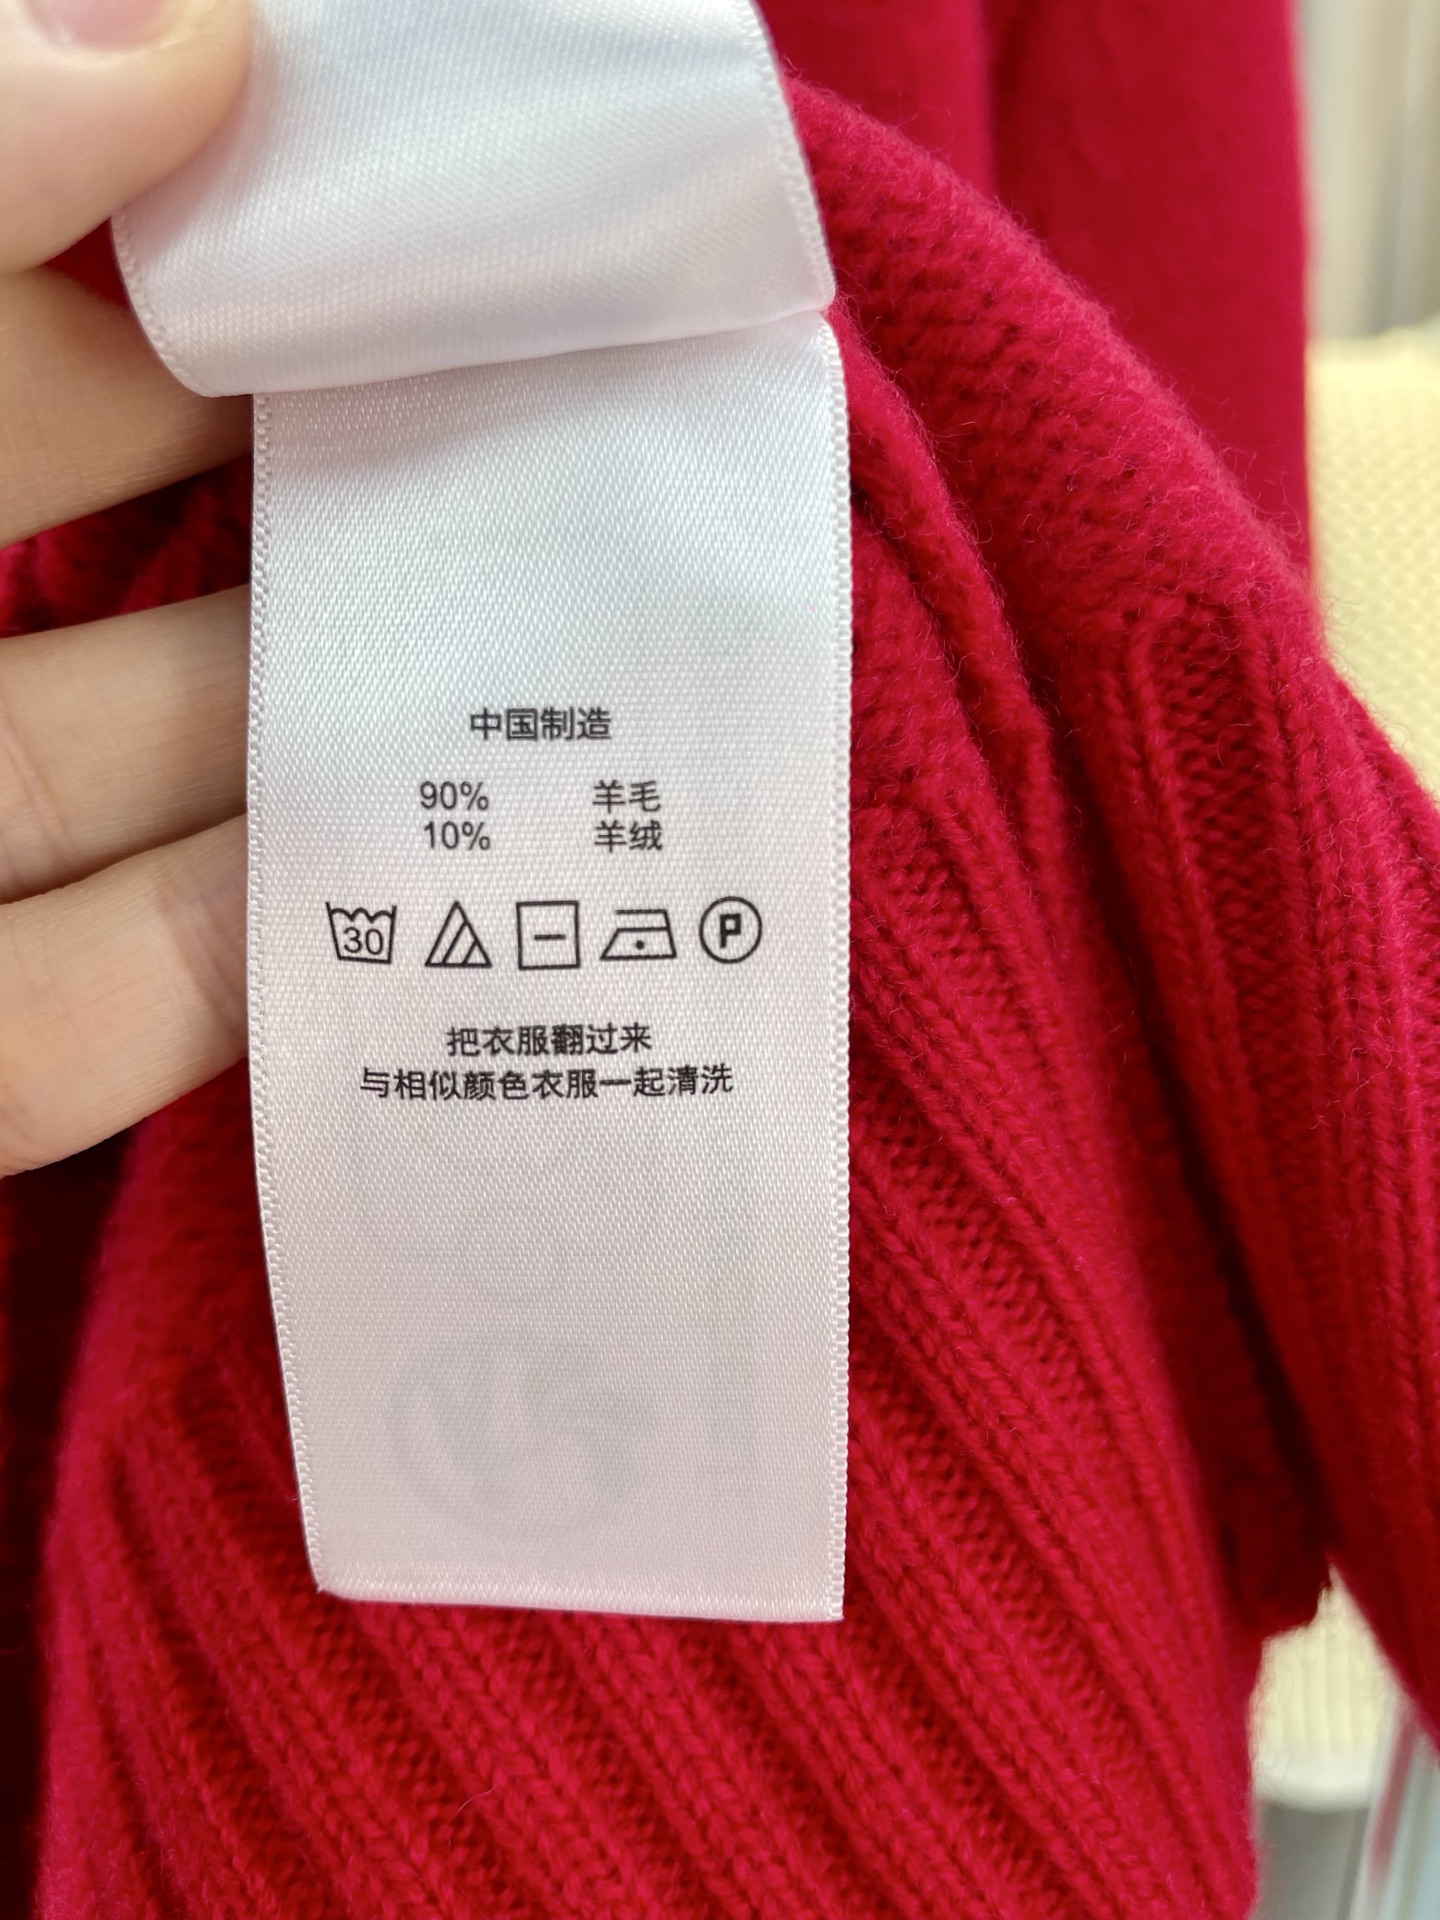 中国制造
90% 羊毛
10% 羊绒
30 P
把衣服翻过来
与相似颜色衣服一起清洗